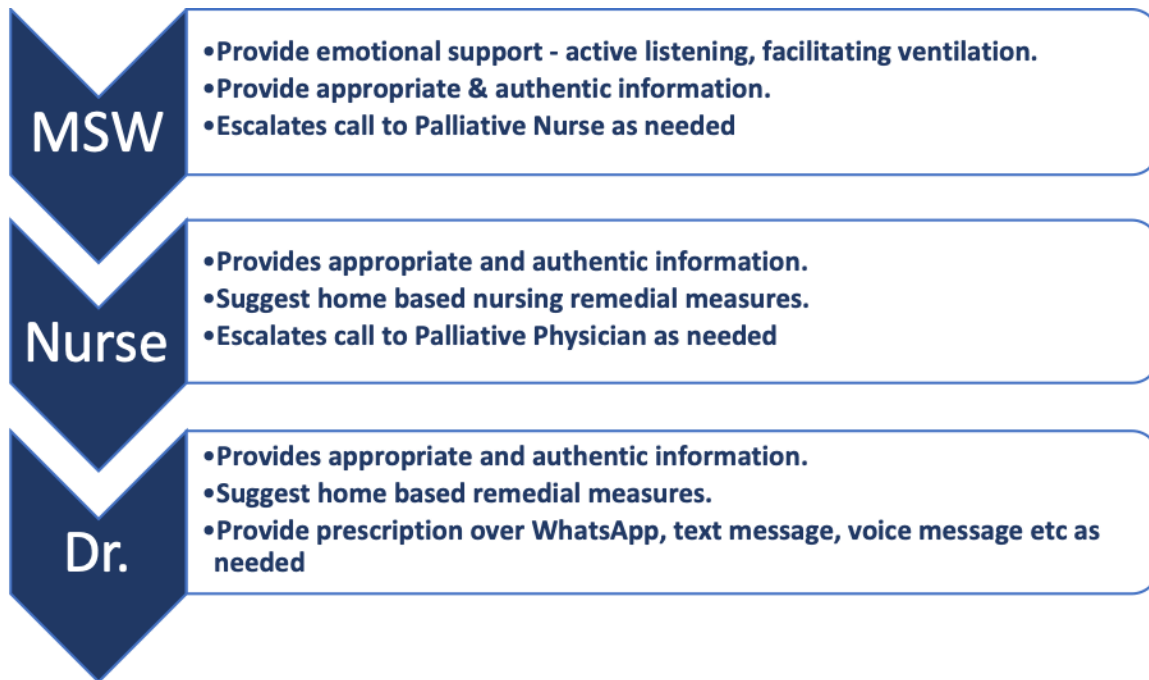 MSW
•Provide emotional support - active listening, facilitating ventilation.
•Provide appropriate & authentic information.
•Escalates call to Palliative Nurse as needed
Nurse
•Provides appropriate and authentic information.
•Suggest home based nursing remedial measures.
•Escalates call to Palliative Physician as needed
Dr.
•Provides appropriate and authentic information.
•Suggest home based remedial measures.
•Provide prescription over WhatsApp, text message, voice message etc as
needed